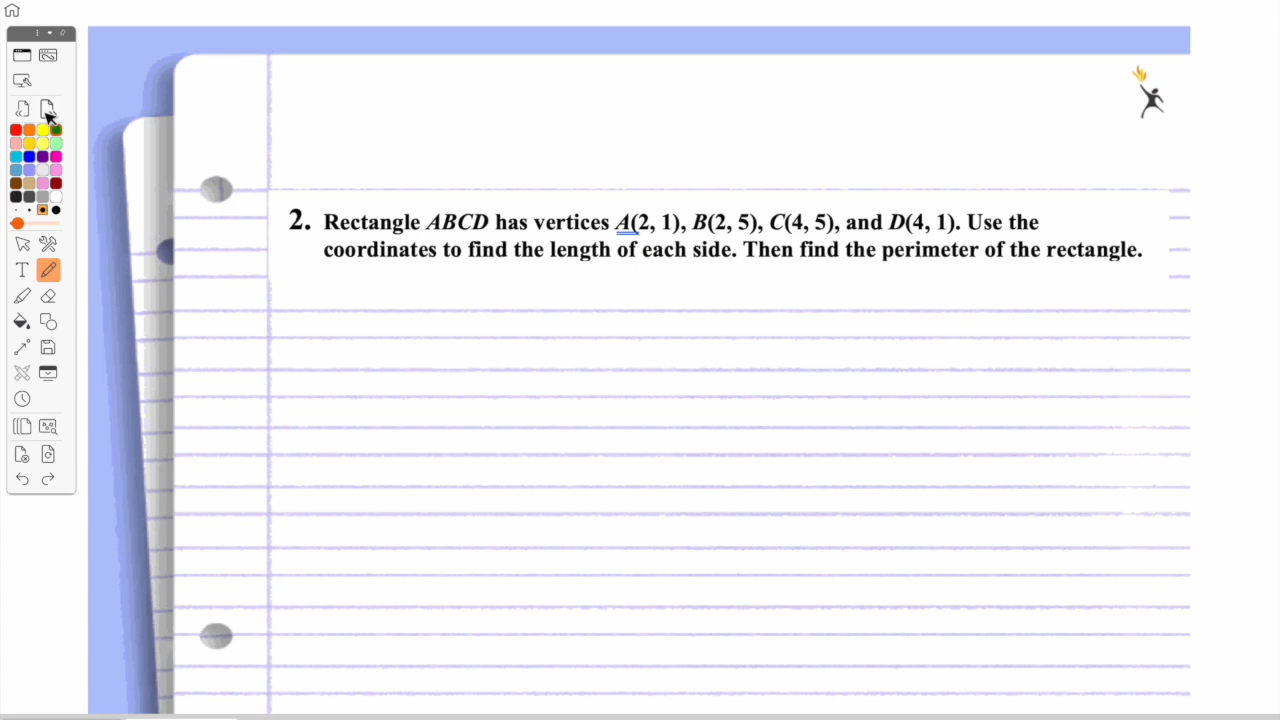 2. Rectangle ABCD has vertices A(2, 1), B(2, 5), C(4, 5), and D(4, 1). Use the
coordinates to find the length of each side. Then find the perimeter of the rectangle.
T